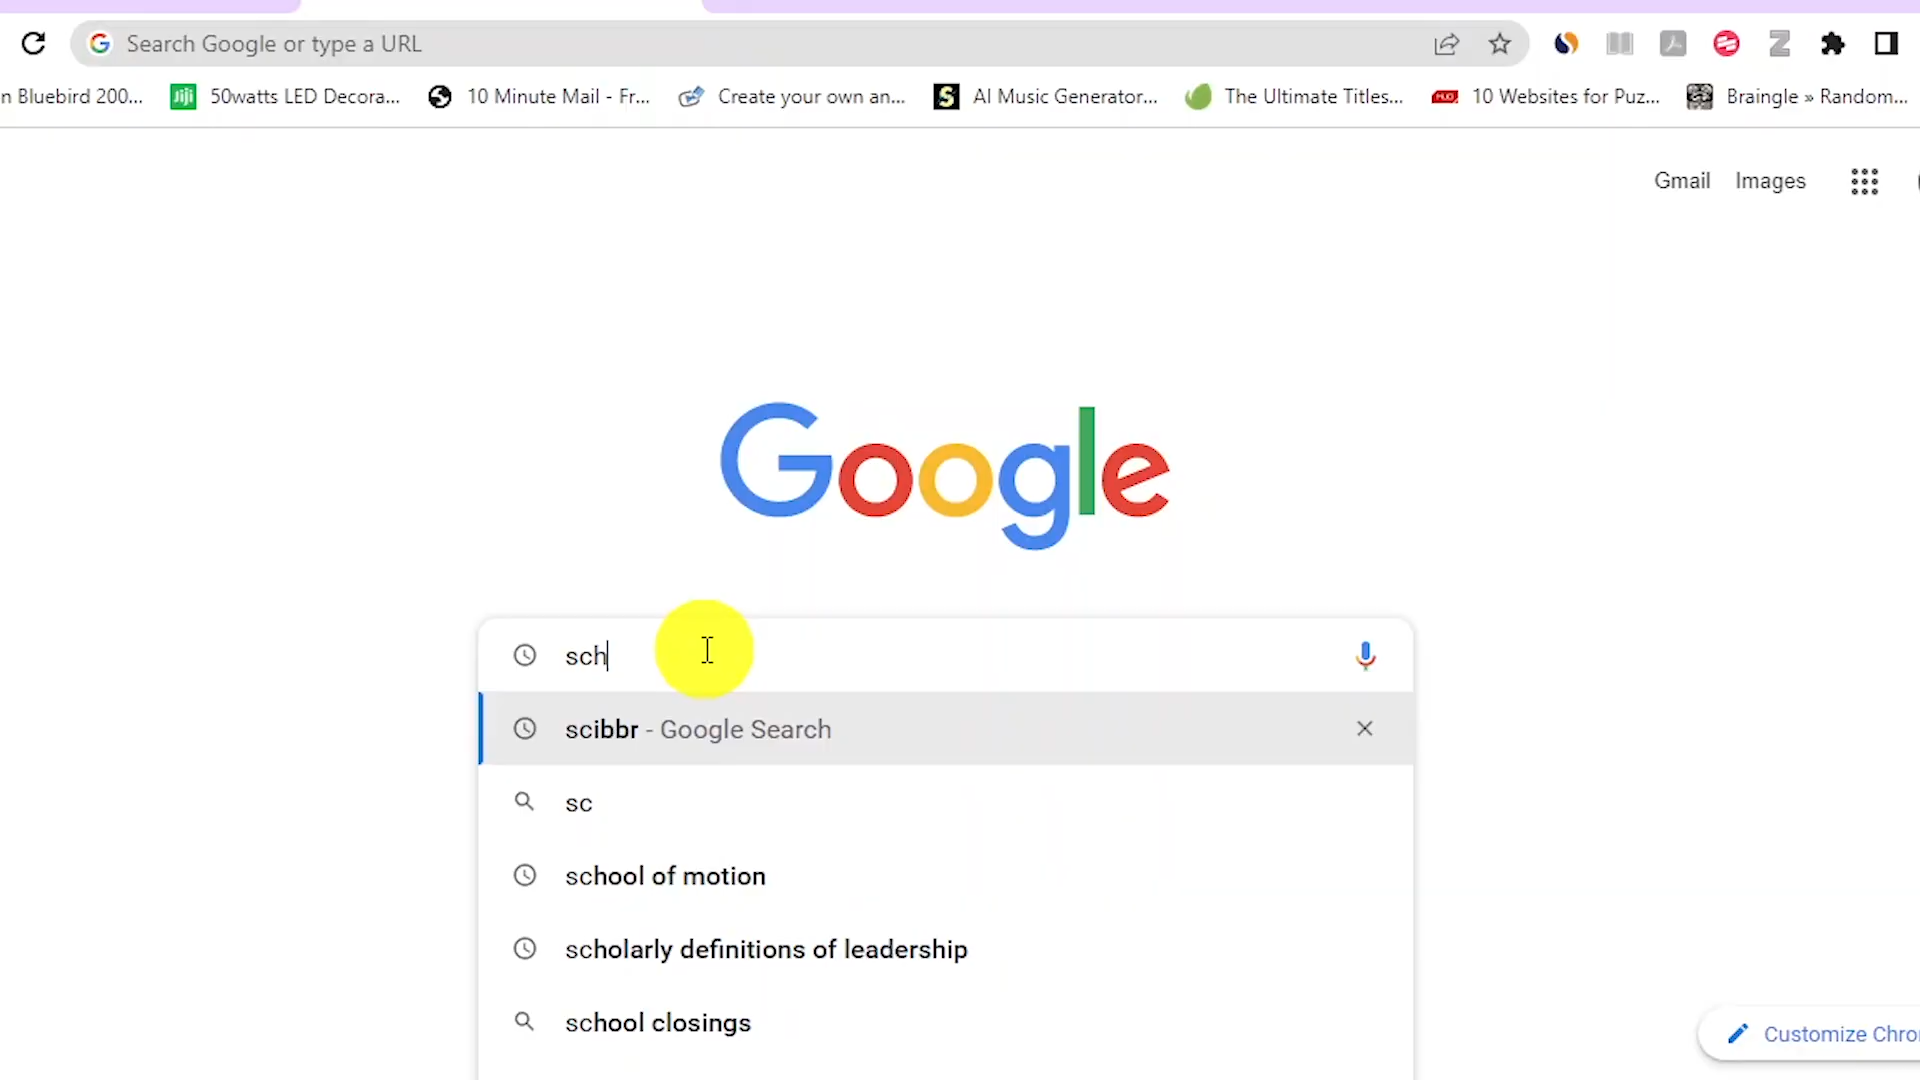 Search Google or type a URL
n Bluebird 200...
Jiji
50watts LED Decora...
10 Minute Mail - Fr...
Create your own an...
S
AI Music Generator...
The Ultimate Titles...
MUO
10 Websites for Puz...
Braingle » Random...
Gmail
Images
Google
sch
scibbr - Google Search
sc
school of motion
scholarly definitions of leadership
school closings
Customize Chro